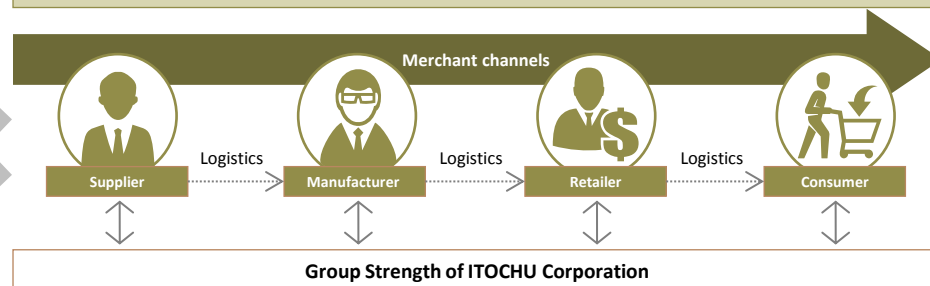 Merchant channels
Logistics
Logistics
Logistics
Supplier
Manufacturer
Retailer
Consumer
Group Strength of ITOCHU Corporation